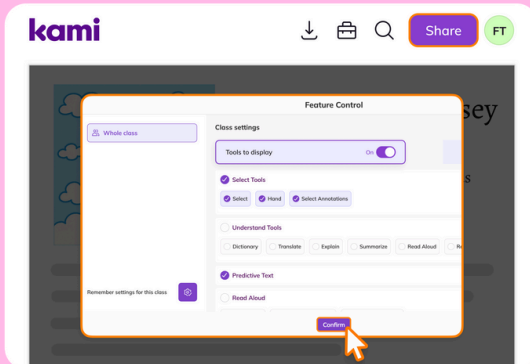 kami
Share
FT
sey
s
Feature Control
Whole class
Class settings
Tools to display
On
Select Tools
Select Hand Select Annotations
Understand Tools
Dictionary Translate Explain Summarize Read Aloud
Predictive Text
Read Aloud
Remember settings for this class
Confirm